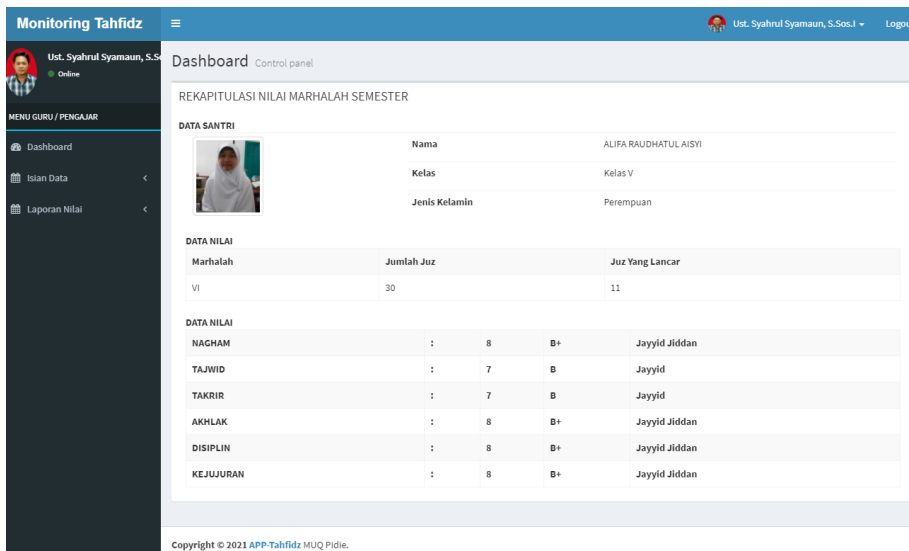 Monitoring Tahfidz
Ust. Syahrul Syamaun, S.Sos.I
Logou
Ust. Syahrul Syamaun, S.S
Online
MENU GURU / PENGAJAR
Dashboard
Isian Data
Laporan Nilai
Dashboard Control panel
REKAPITULASI NILAI MARHALAH SEMESTER
DATA SANTRI
Nama ALIFA RAUDHATUL AISYI
Kelas Kelas V
Jenis Kelamin Perempuan
DATA NILAI
Marhalah Jumlah Juz Juz Yang Lancar
VI 30 11
DATA NILAI
NAGHAM : 8 B+ Jayyid Jiddan
TAJWID : 7 B Jayyid
TAKRIR : 7 B Jayyid
AKHLAK : 8 B+ Jayyid Jiddan
DISIPLIN : 8 B+ Jayyid Jiddan
KEJUJURAN : 8 B+ Jayyid Jiddan
Copyright © 2021 APP-Tahfidz MUQ Pidie.